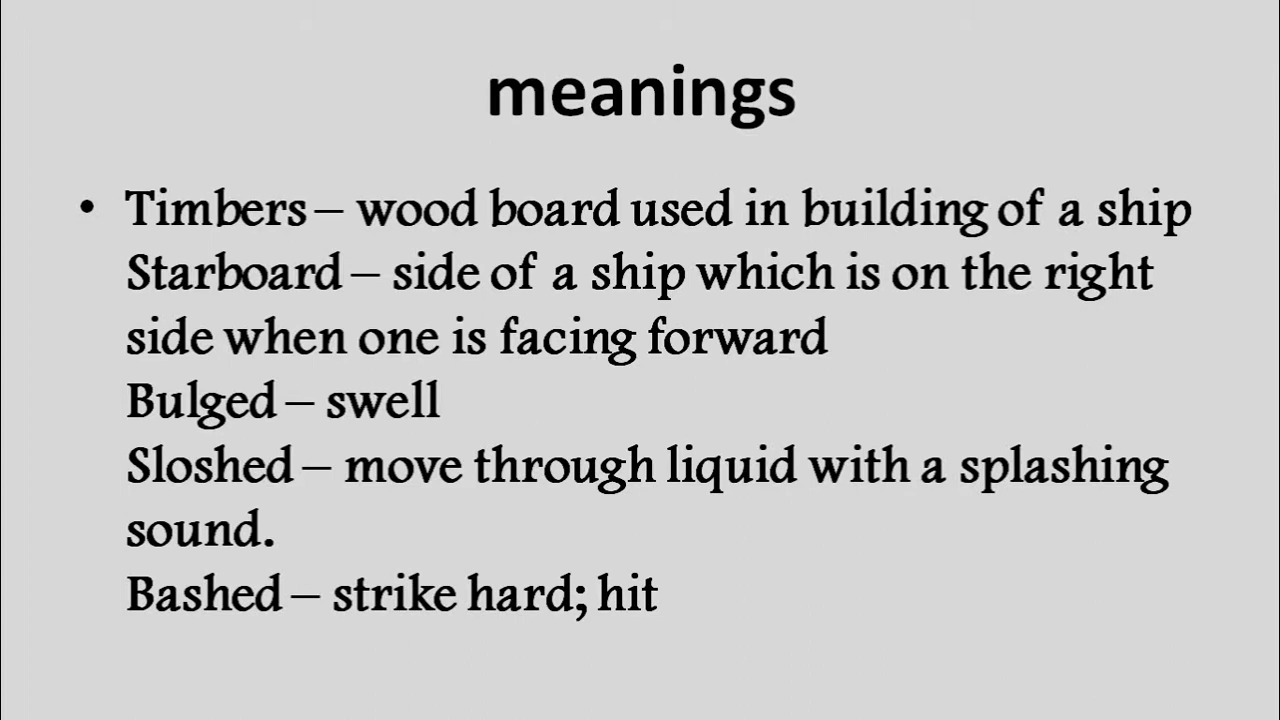 meanings
• Timbers – wood board used in building of a ship
Starboard – side of a ship which is on the right
side when one is facing forward
Bulged – swell
Sloshed – move through liquid with a splashing
sound.
Bashed – strike hard; hit